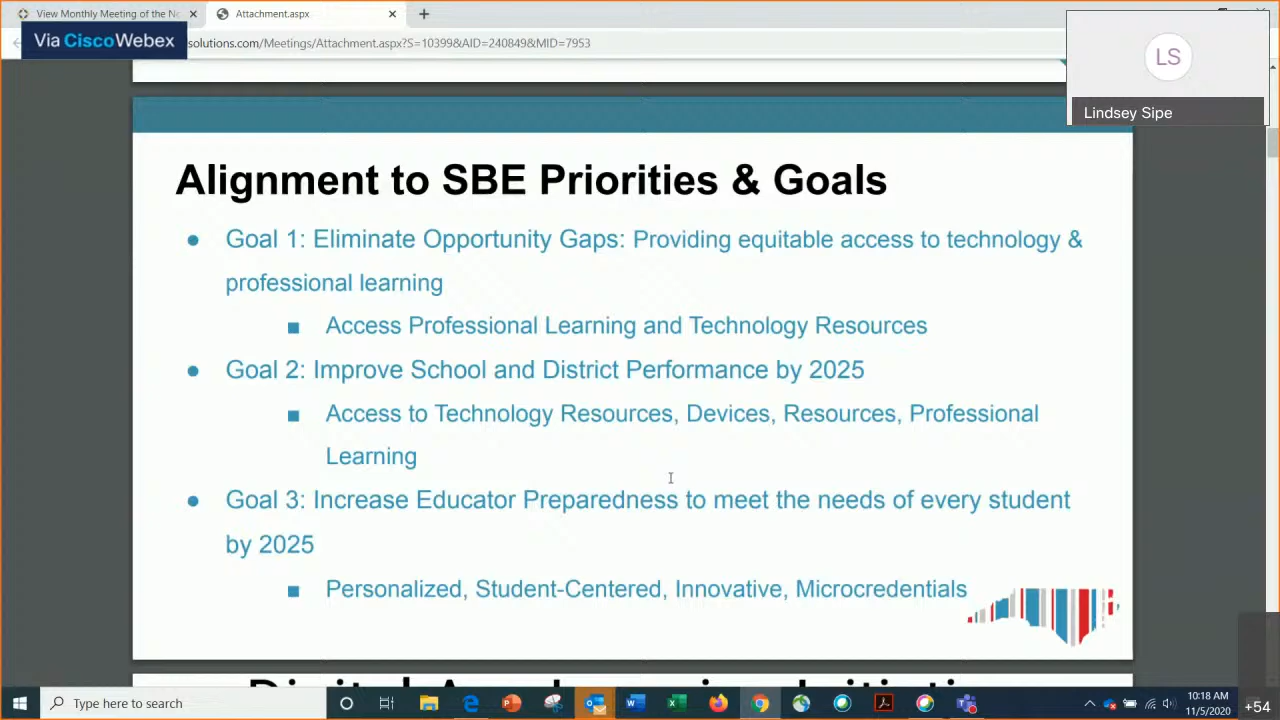 View Monthly Meeting of the No
Attachment.aspx
Via CiscoWebex
solutions.com/Meetings/Attachment.aspx?S=10399&AID=240849&MID=7953
LS
Lindsey Sipe
Alignment to SBE Priorities & Goals
Goal 1: Eliminate Opportunity Gaps: Providing equitable access to technology &
professional learning
Access Professional Learning and Technology Resources
Goal 2: Improve School and District Performance by 2025
Access to Technology Resources, Devices, Resources, Professional
Learning
Goal 3: Increase Educator Preparedness to meet the needs of every student
by 2025
Personalized, Student-Centered, Innovative, Microcredentials
Type here to search
10:18 AM
11/5/2020
+54